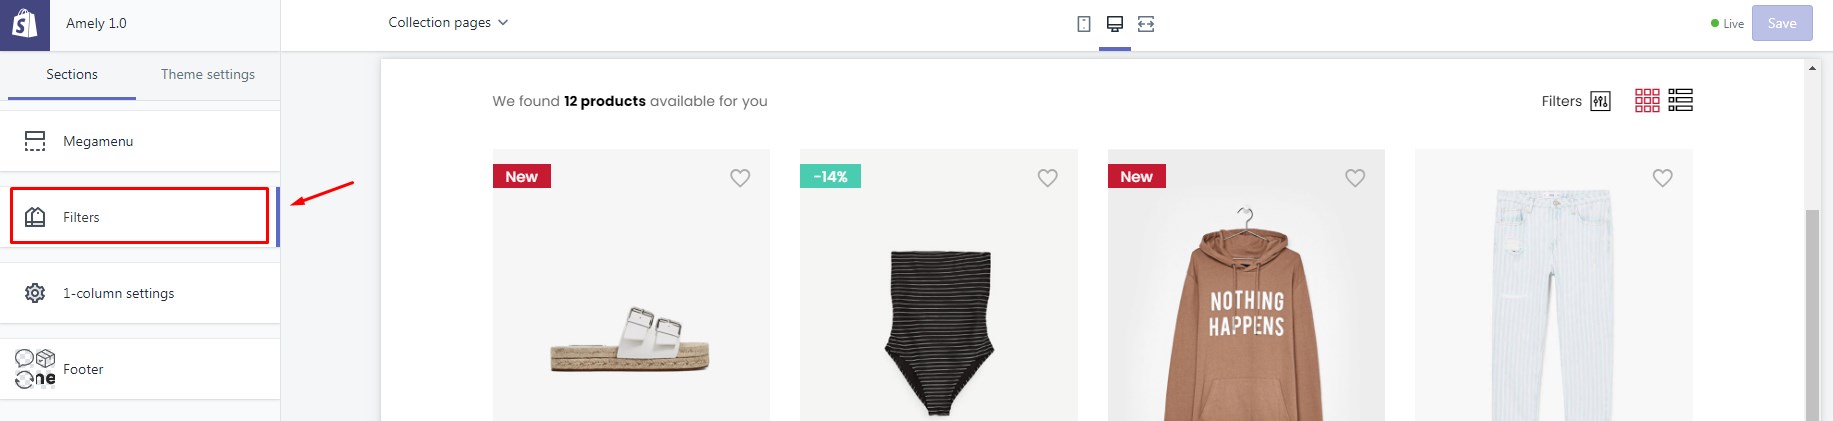 Amely 1.0
Collection pages
Live
Save
Sections
Theme settings
Megamenu
Filters
1-column settings
ne
Footer
We found 12 products available for you
Filters
New
-14%
New
NOTHING
HAPPENS